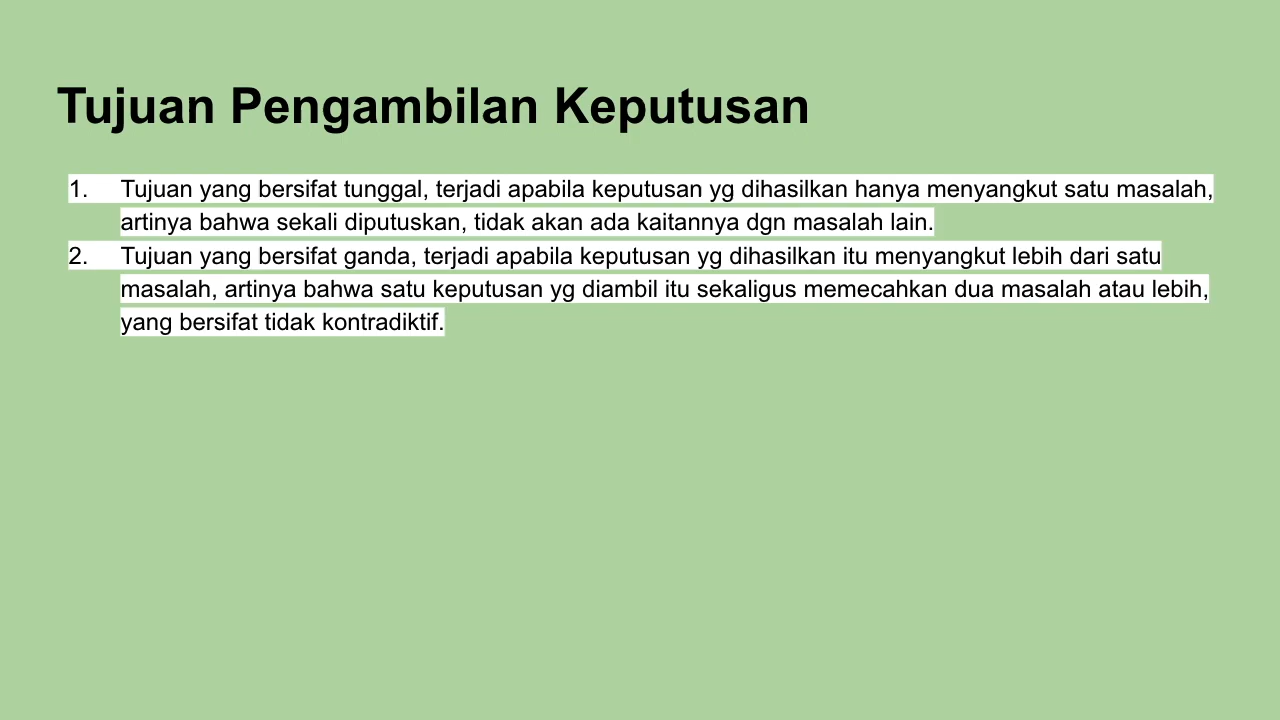 Tujuan Pengambilan Keputusan
1. Tujuan yang bersifat tunggal, terjadi apabila keputusan yg dihasilkan hanya menyangkut satu masalah,
artinya bahwa sekali diputuskan, tidak akan ada kaitannya dgn masalah lain.
2. Tujuan yang bersifat ganda, terjadi apabila keputusan yg dihasilkan itu menyangkut lebih dari satu
masalah, artinya bahwa satu keputusan yg diambil itu sekaligus memecahkan dua masalah atau lebih,
yang bersifat tidak kontradiktif.